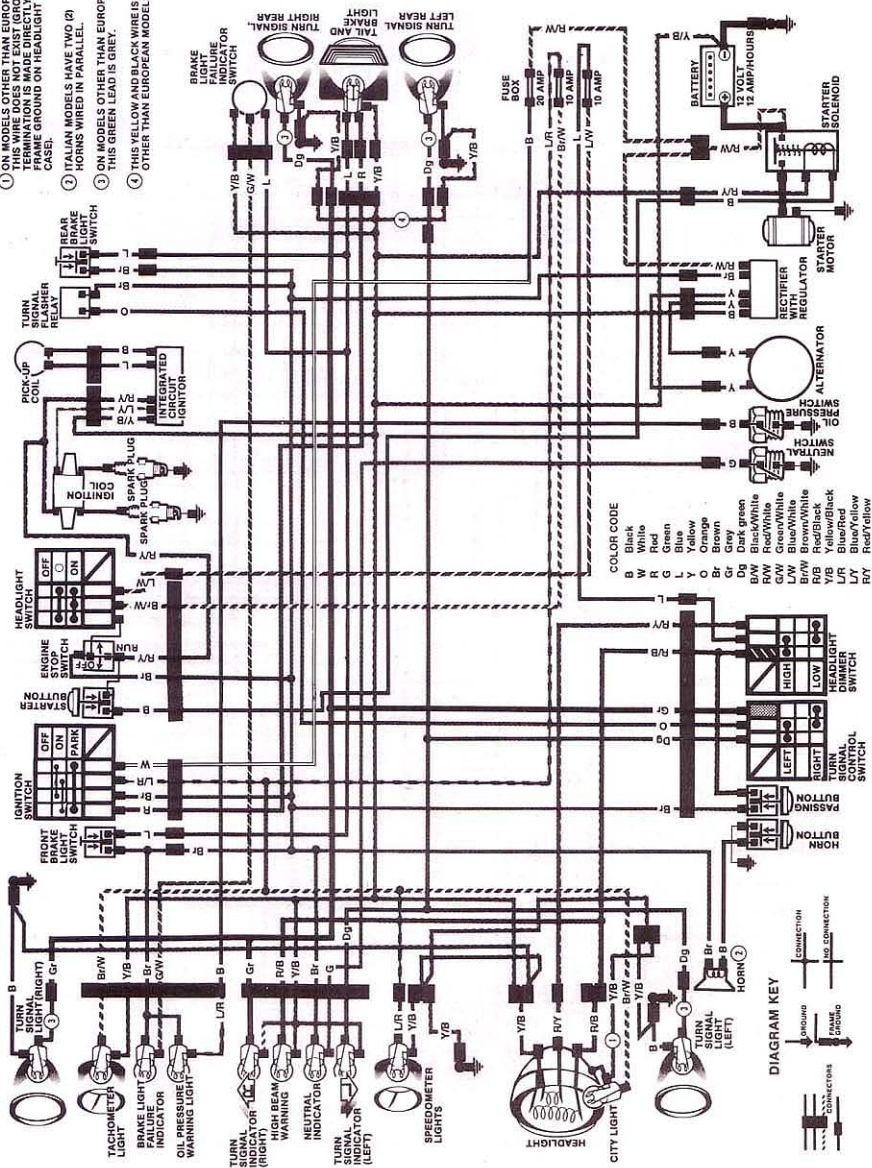 ① ON MODELS OTHER THAN EUROP
THIS WIRE DOES NOT EXIST (GRO
TERMINATION IS MADE DIRECTLY
FRAME GROUND ON HEADLIGHT
CASE).
② ITALIAN MODELS HAVE TWO (2)
HORNS WIRED IN PARALLEL.
③ ON MODELS OTHER THAN EUROP
THIS GREEN LEAD IS GREY.
④ THIS YELLOW AND BLACK WIRE IS
OTHER THAN EUROPEAN MODEL
BRAKE
LIGHT
FAILURE
INDICATOR
SWITCH
TURN SIGNAL,
RIGHT REAR
TAIL AND
BRAKE
LIGHT
TURN SIGNAL
LEFT REAR
FUSE
BOX
20 AMP
10 AMP
10 AMP
BATTERY
12 VOLT
12 AMP/HOURS
STARTER
SOLENOID
STARTER
MOTOR
RECTIFIER
WITH
REGULATOR
ALTERNATOR
OIL
PRESSURE
SWITCH
NEUTRAL
SWITCH
REAR
BRAKE
LIGHT
SWITCH
TURN
SIGNAL
FLASHER
RELAY
PICK-UP
COIL
INTEGRATED
CIRCUIT
IGNITOR
IGNITION
COIL
SPARK PLUG
SPARK PLUG
HEADLIGHT
SWITCH
OFF
ON
ENGINE
STOP
SWITCH
OFF
RUN
STARTER
BUTTON
IGNITION
SWITCH
OFF
ON
PARK
FRONT
BRAKE
LIGHT
SWITCH
COLOR CODE
B Black
W White
R Red
G Green
L Blue
Y Yellow
O Orange
Br Brown
Gr Grey
Dg Dark green
B/W Black/White
R/W Red/White
G/W Green/White
L/W Blue/White
Br/W Brown/White
R/B Red/Black
Y/B Yellow/Black
L/R Blue/Red
L/Y Blue/Yellow
R/Y Red/Yellow
HIGH
LOW
HEADLIGHT
DIMMER
SWITCH
LEFT
RIGHT
TURN
SIGNAL
CONTROL
SWITCH
PASSING
BUTTON
HORN
BUTTON
HORN ②
TURN
SIGNAL
LIGHT (RIGHT)
TACHOMETER
LIGHT
BRAKE LIGHT
FAILURE
INDICATOR
OIL PRESSURE
WARNING LIGHT
TURN
SIGNAL
INDICATOR
(RIGHT)
HIGH BEAM
WARNING
NEUTRAL
INDICATOR
TURN
SIGNAL
INDICATOR
(LEFT)
SPEEDOMETER
LIGHTS
HEADLIGHT
CITY LIGHT
TURN
SIGNAL
LIGHT
(LEFT)
DIAGRAM KEY
CONNECTORS
GROUND
FRAME
GROUND
CONNECTION
NO CONNECTION